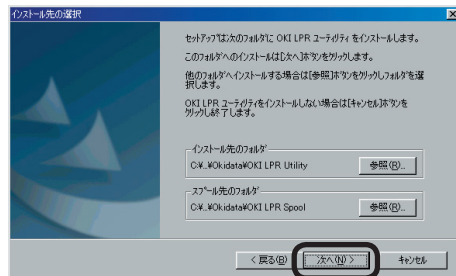 インストール先の選択
セットアップは次のフォルダに OKI LPR ユーティリティ をインストールします。
このフォルダへのインストールは[次へ]ボタンをクリックします。
他のフォルダへインストールする場合は[参照]ボタンをクリックしフォルダを選
択します。
OKI LPR ユーティリティをインストールしない場合は[キャンセル]ボタンを
クリックし終了します。
インストール先のフォルダ
C:¥..¥Okidata¥OKI LPR Utility
参照(R)...
スプール先のフォルダ
C:¥..¥Okidata¥OKI LPR Spool
参照(R)...
< 戻る(B)
次へ(N) >
キャンセル